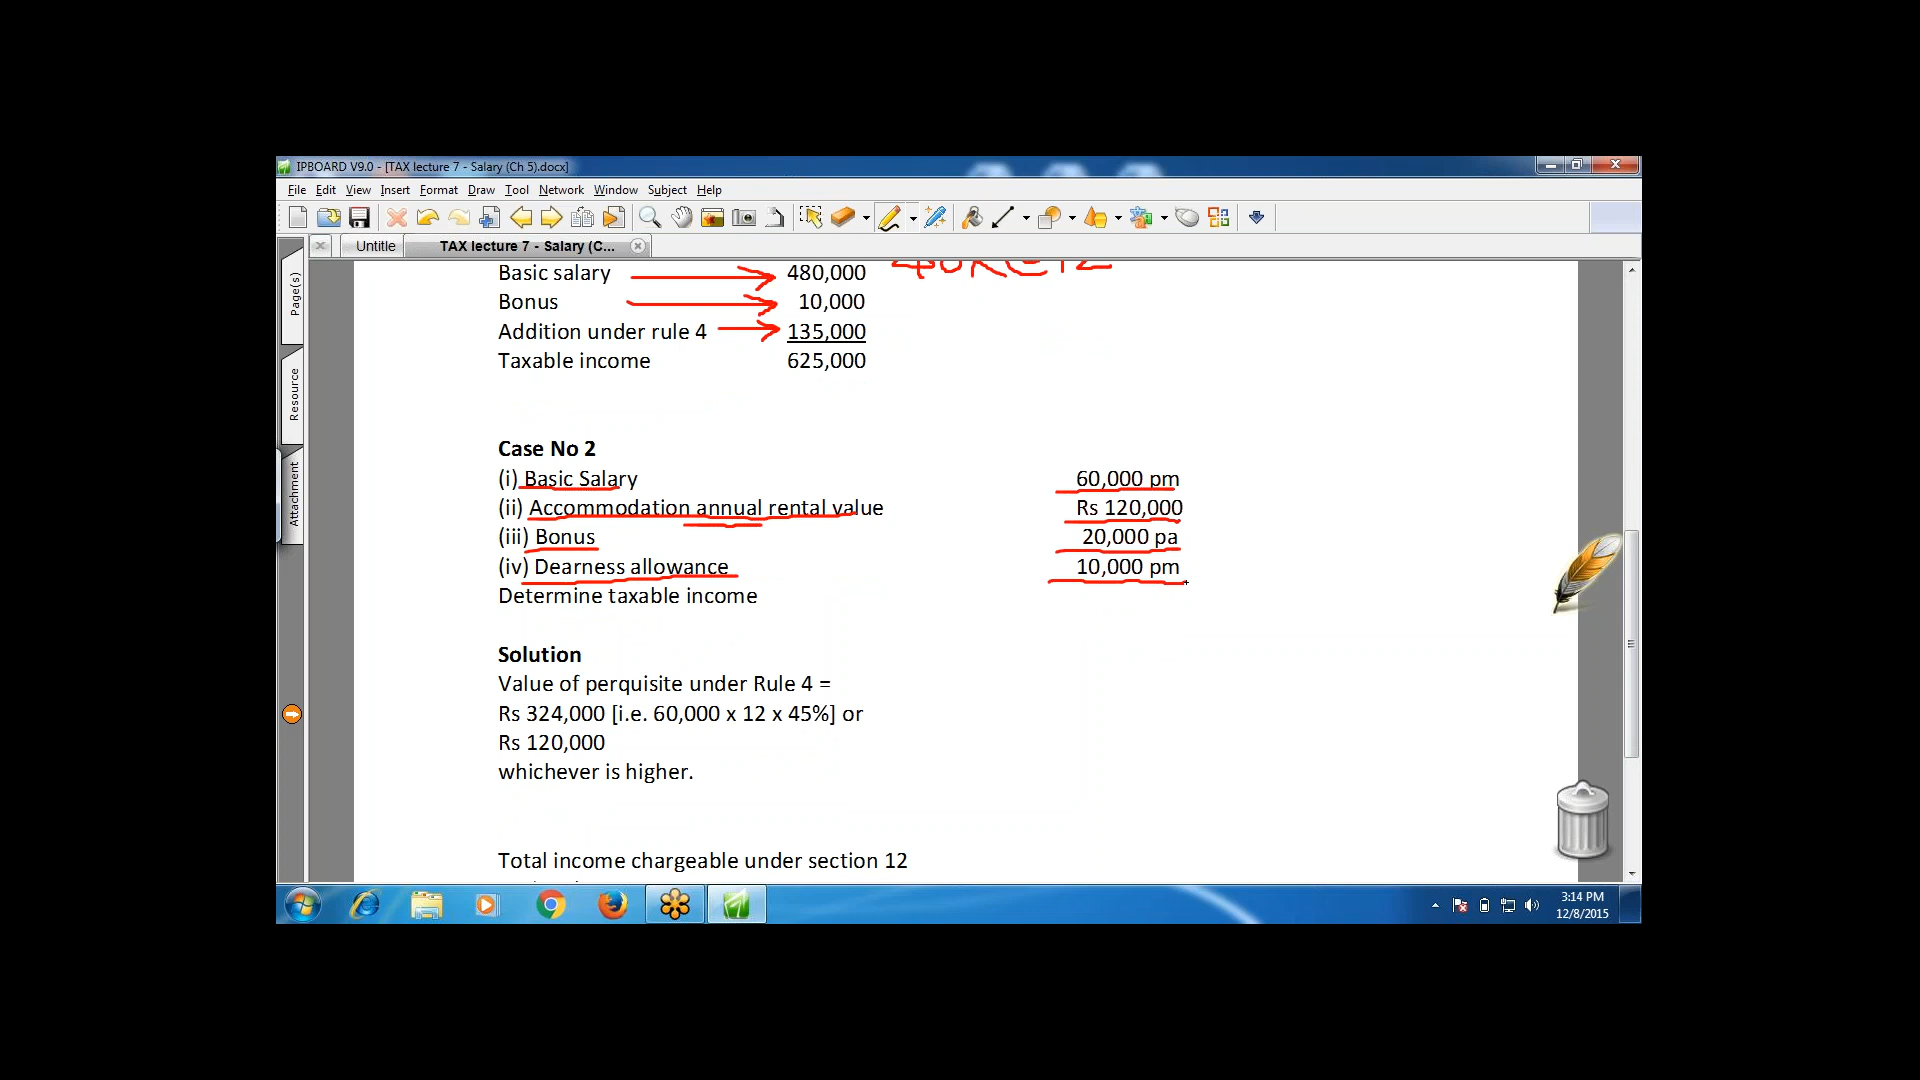 IPBOARD V9.0 - [TAX lecture 7 - Salary (Ch 5).docx]
File Edit View Insert Format Draw Tool Network Window Subject Help
Untitle TAX lecture 7 - Salary (C...
Page(s)
Resource
Attachment
Basic salary 480,000
Bonus 10,000
Addition under rule 4 135,000
Taxable income 625,000
Case No 2
(i) Basic Salary 60,000 pm
(ii) Accommodation annual rental value Rs 120,000
(iii) Bonus 20,000 pa
(iv) Dearness allowance 10,000 pm
Determine taxable income
Solution
Value of perquisite under Rule 4 =
Rs 324,000 [i.e. 60,000 x 12 x 45%] or
Rs 120,000
whichever is higher.
Total income chargeable under section 12
3:14 PM
12/8/2015